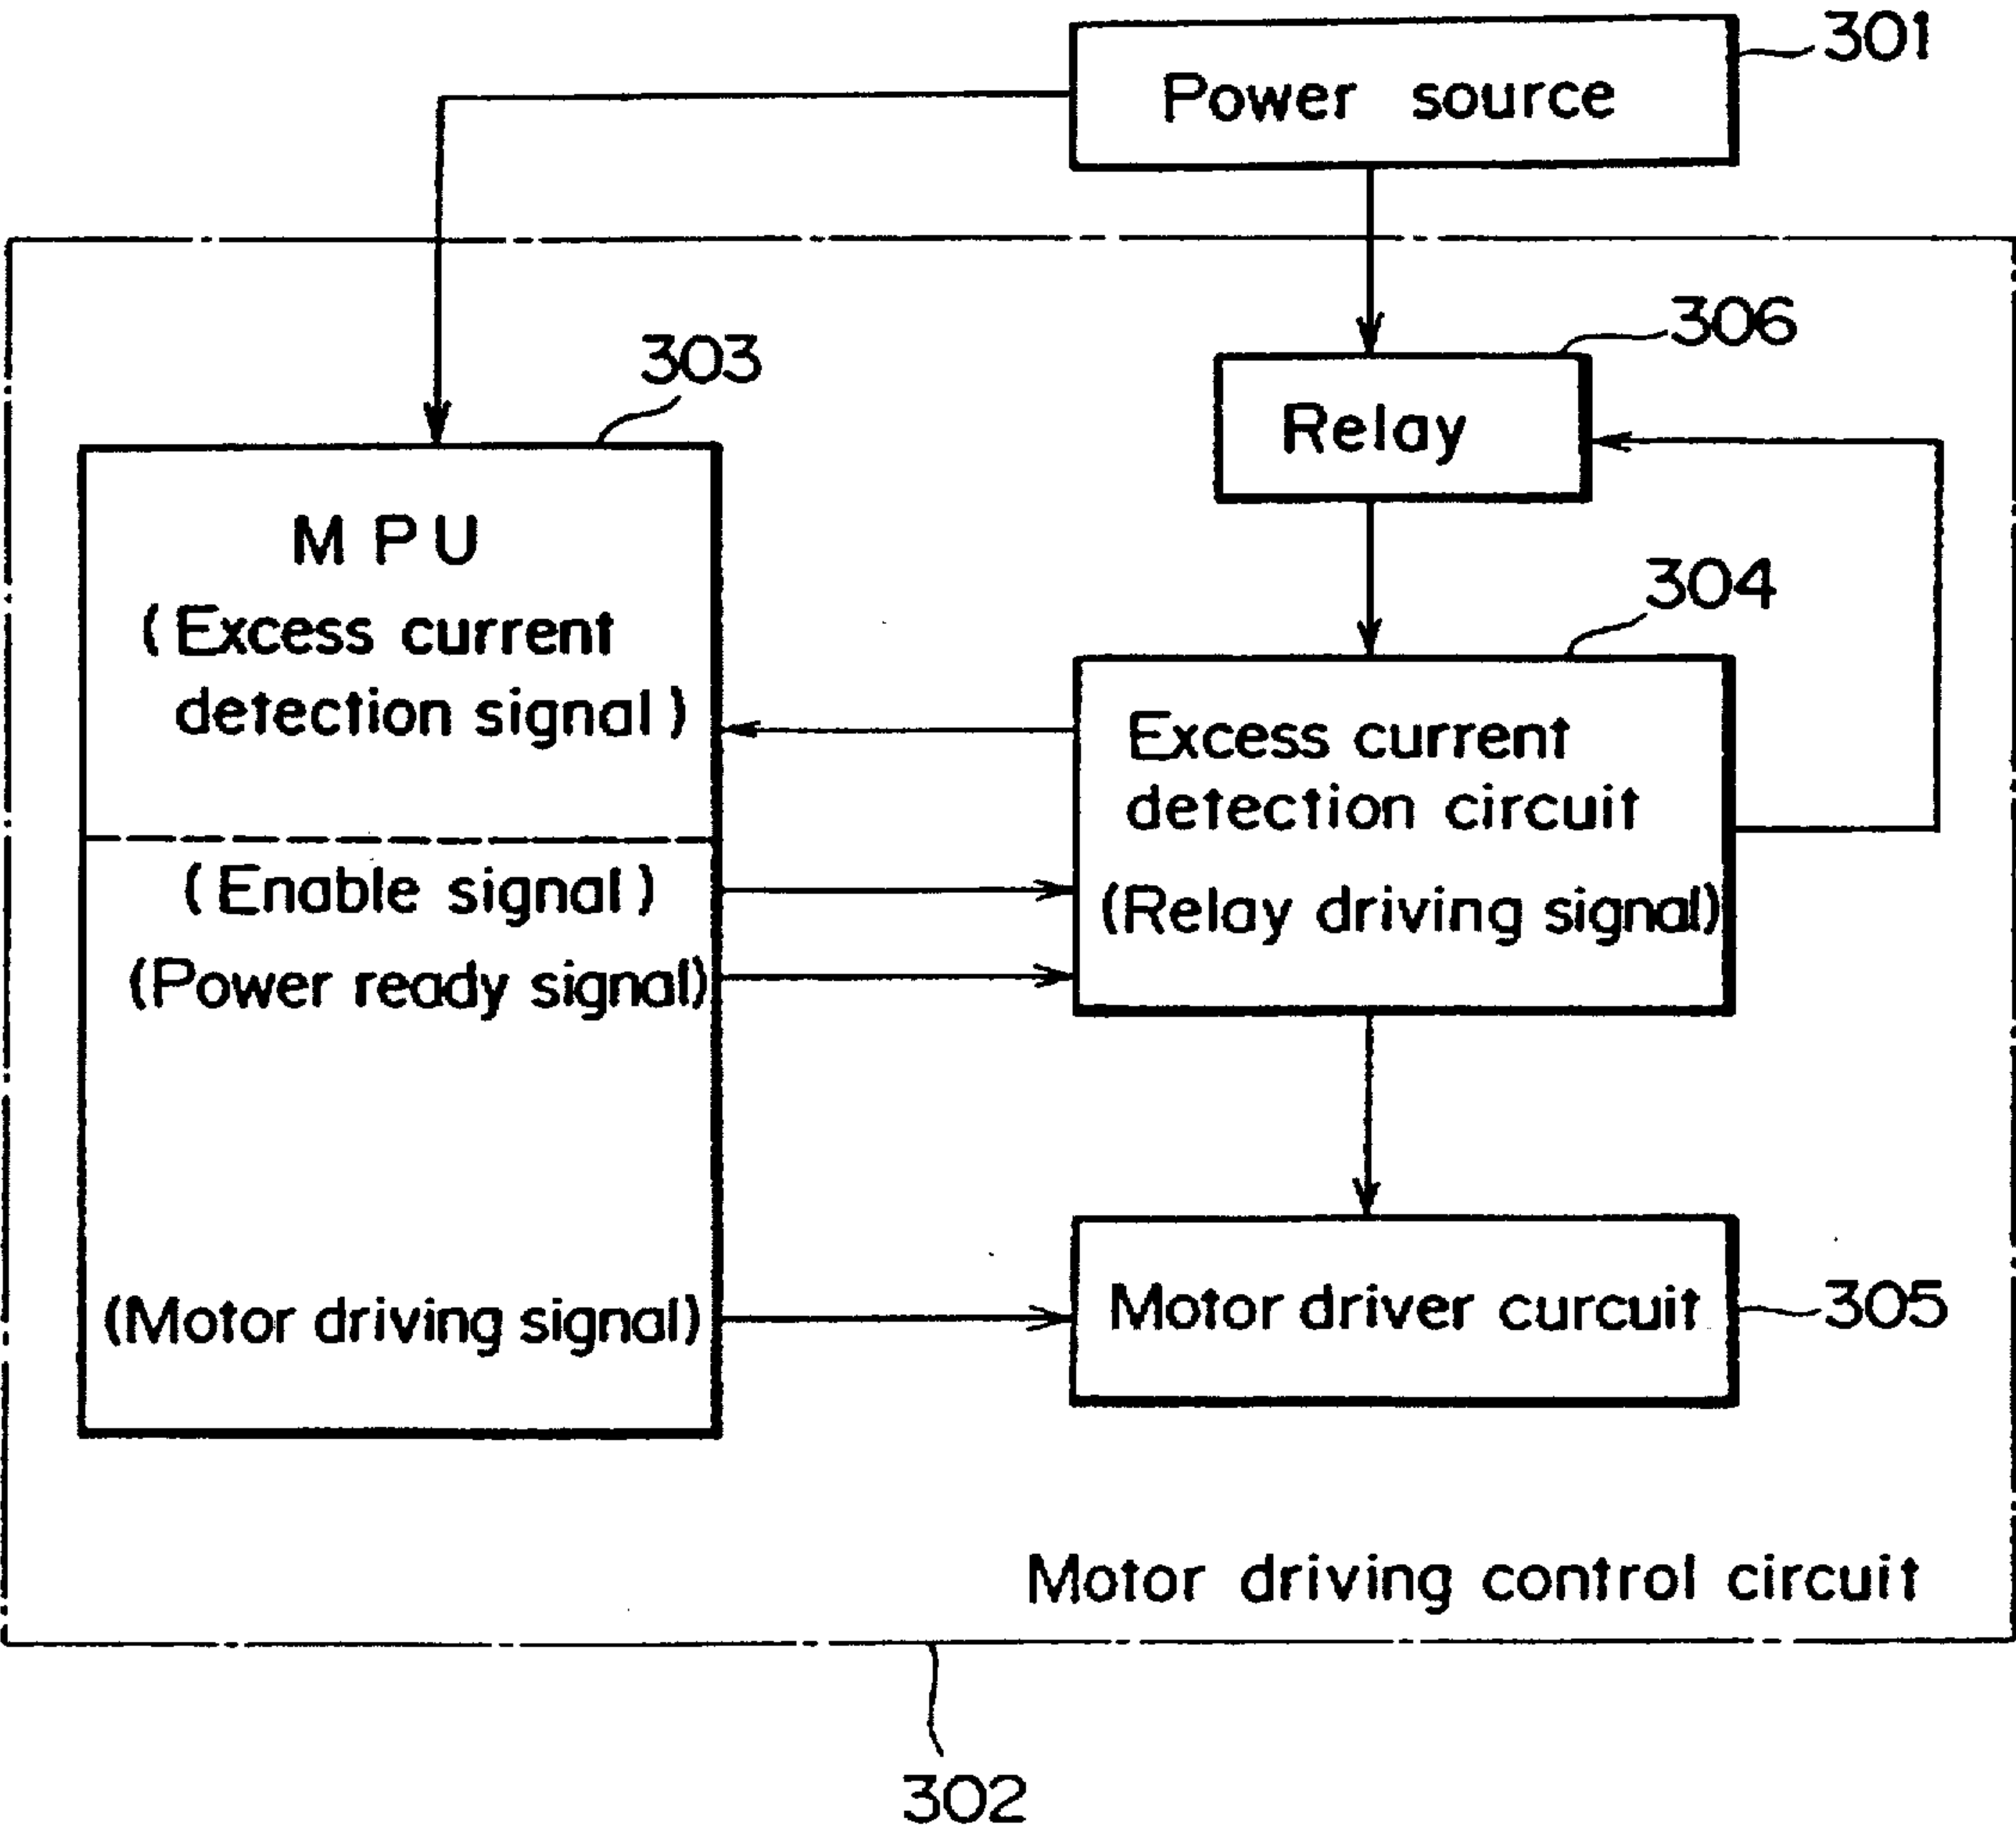 301
Power source
306
303
Relay
M P U
(Excess current
detection signal)
304
Excess current
detection circuit
(Relay driving signal)
(Enable signal)
(Power ready signal)
(Motor driving signal)
Motor driver curcuit
305
Motor driving control circuit
302